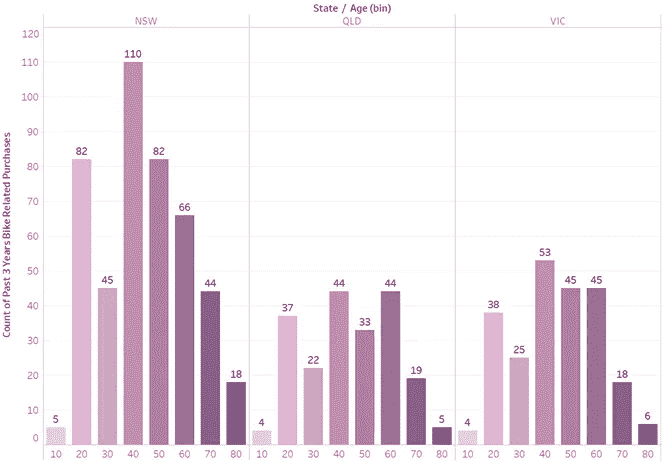 State / Age (bin)
NSW QLD VIC
Count of Past 3 Years Bike Related Purchases
120
110
100
90
80
70
60
50
40
30
20
10
0
5 82 45 110 82 66 44 18
4 37 22 44 33 44 19 5
4 38 25 53 45 45 18 6
10 20 30 40 50 60 70 80 10 20 30 40 50 60 70 80 10 20 30 40 50 60 70 80